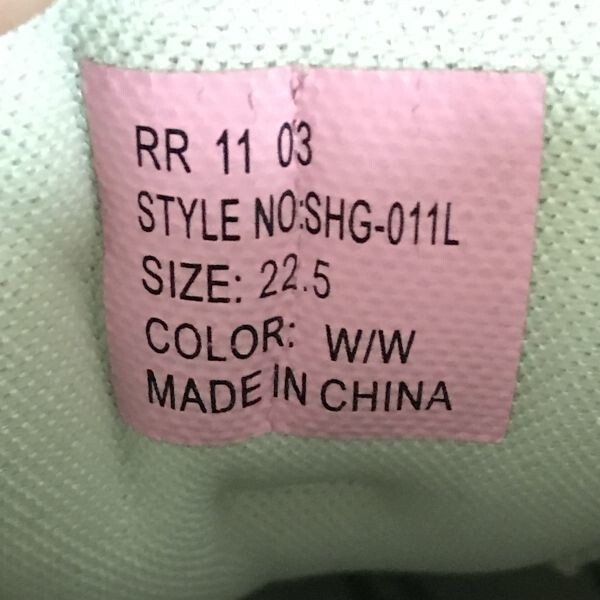 RR 11 03
STYLE NO:SHG-011L
SIZE: 22.5
COLOR: W/W
MADE IN CHINA